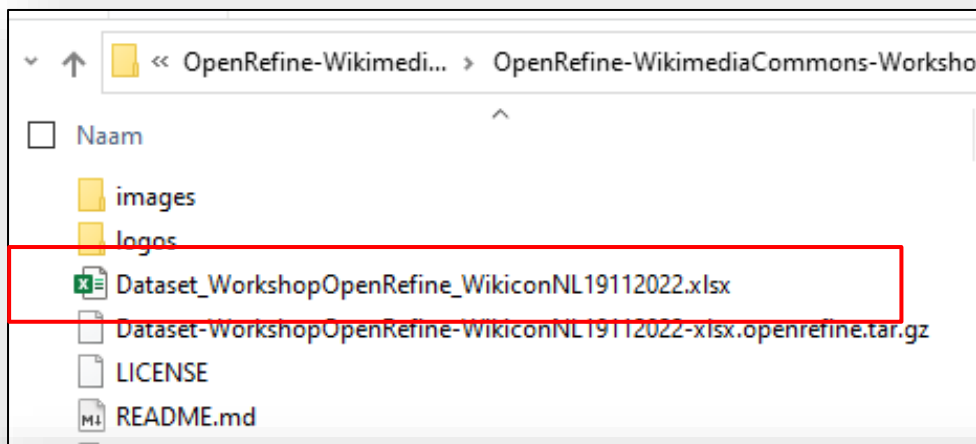 « OpenRefine-Wikimedi... > OpenRefine-WikimediaCommons-Worksho
Naam
images
logos
Dataset_WorkshopOpenRefine_WikiconNL19112022.xlsx
Dataset-WorkshopOpenRefine-WikiconNL19112022-xlsx.openrefine.tar.gz
LICENSE
README.md